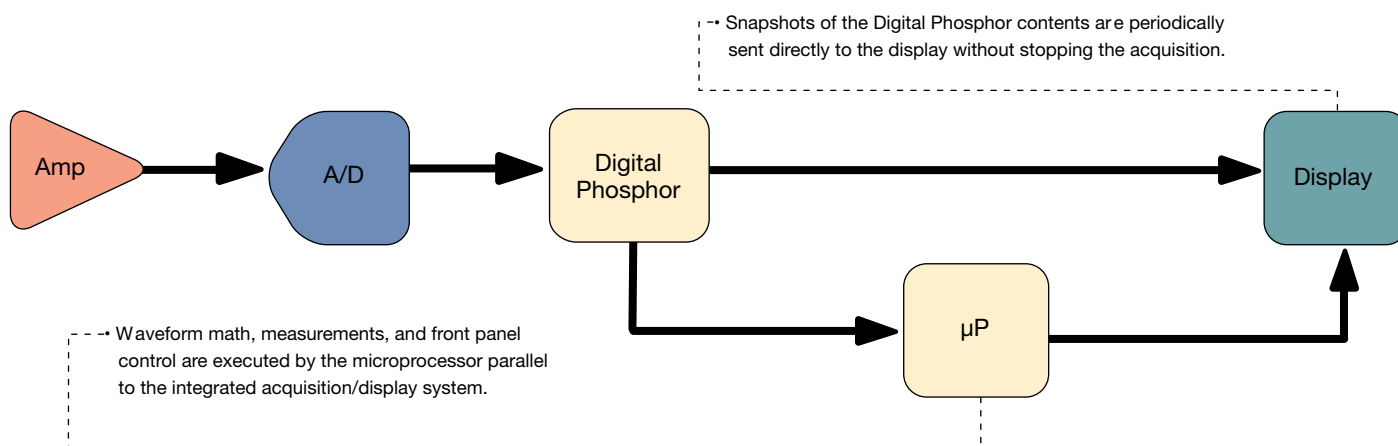 • Snapshots of the Digital Phosphor contents are periodically
sent directly to the display without stopping the acquisition.
Amp
A/D
Digital
Phosphor
Display
µP
• Waveform math, measurements, and front panel
control are executed by the microprocessor parallel
to the integrated acquisition/display system.